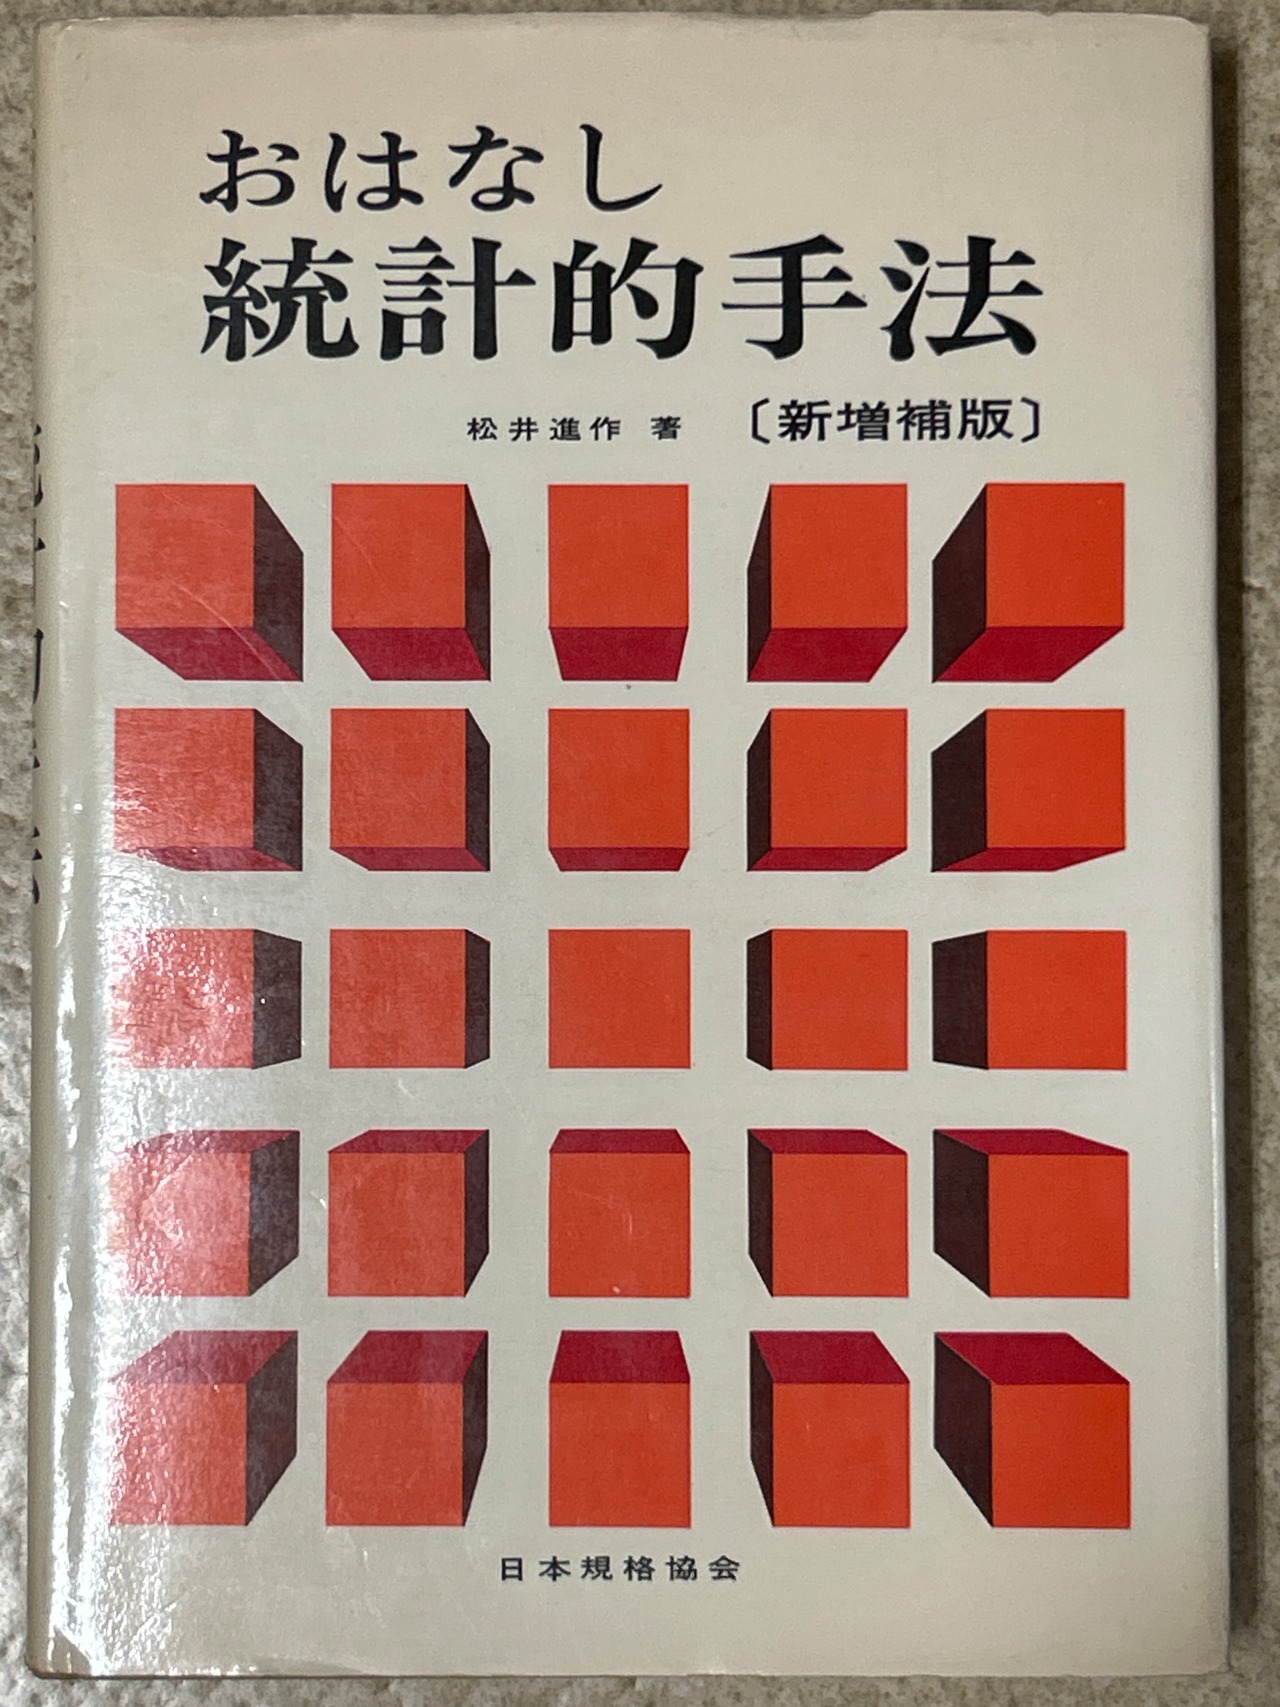 おはなし
統計的手法
松井進作 著 〔新増補版〕
日本規格協会